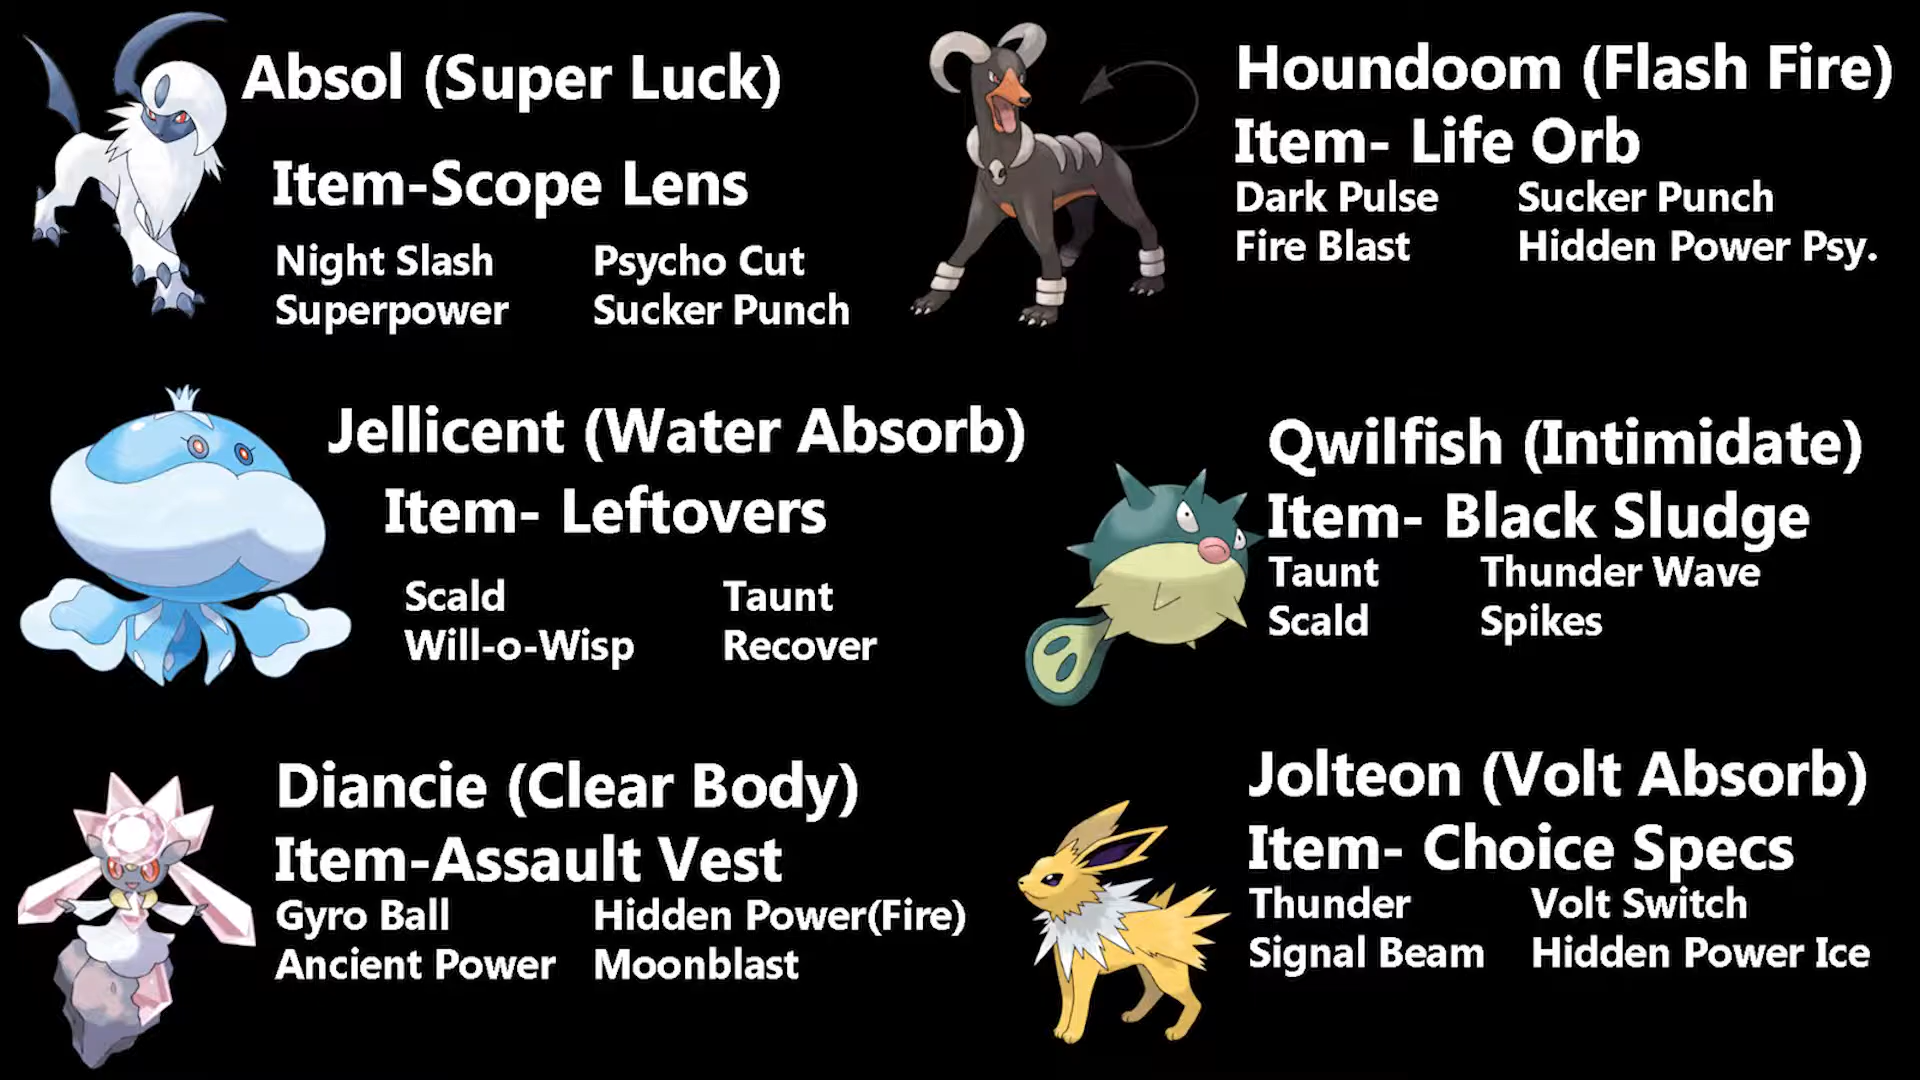 Absol (Super Luck)
Item-Scope Lens
Night Slash Psycho Cut
Superpower Sucker Punch
Houndoom (Flash Fire)
Item- Life Orb
Dark Pulse Sucker Punch
Fire Blast Hidden Power Psy.
Jellicent (Water Absorb)
Item- Leftovers
Scald Taunt
Will-o-Wisp Recover
Qwilfish (Intimidate)
Item- Black Sludge
Taunt Thunder Wave
Scald Spikes
Diancie (Clear Body)
Item-Assault Vest
Gyro Ball Hidden Power(Fire)
Ancient Power Moonblast
Jolteon (Volt Absorb)
Item- Choice Specs
Thunder Volt Switch
Signal Beam Hidden Power Ice